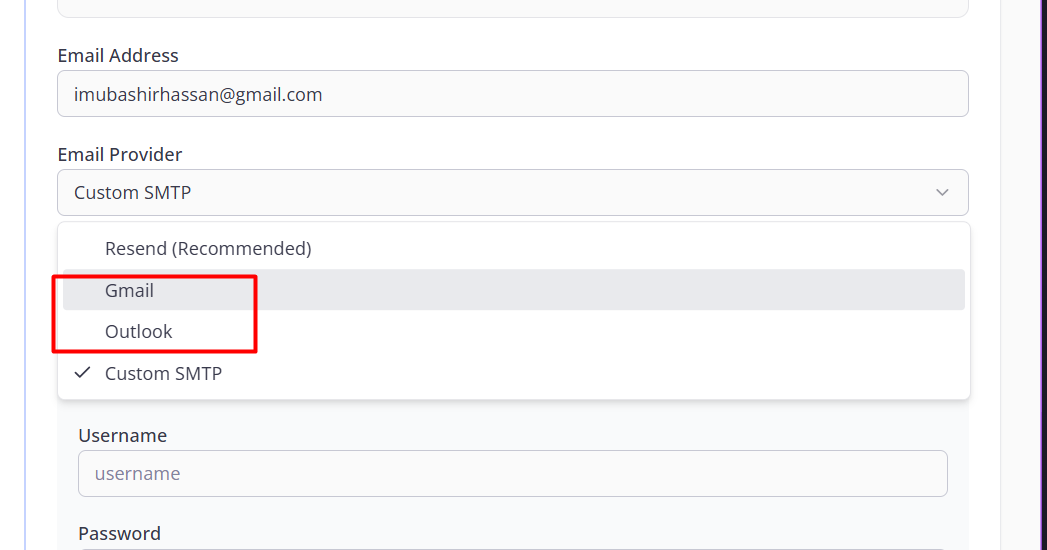 Email Address
imubashirhassan@gmail.com
Email Provider
Custom SMTP
Resend (Recommended)
Gmail
Outlook
Custom SMTP
Username
username
Password